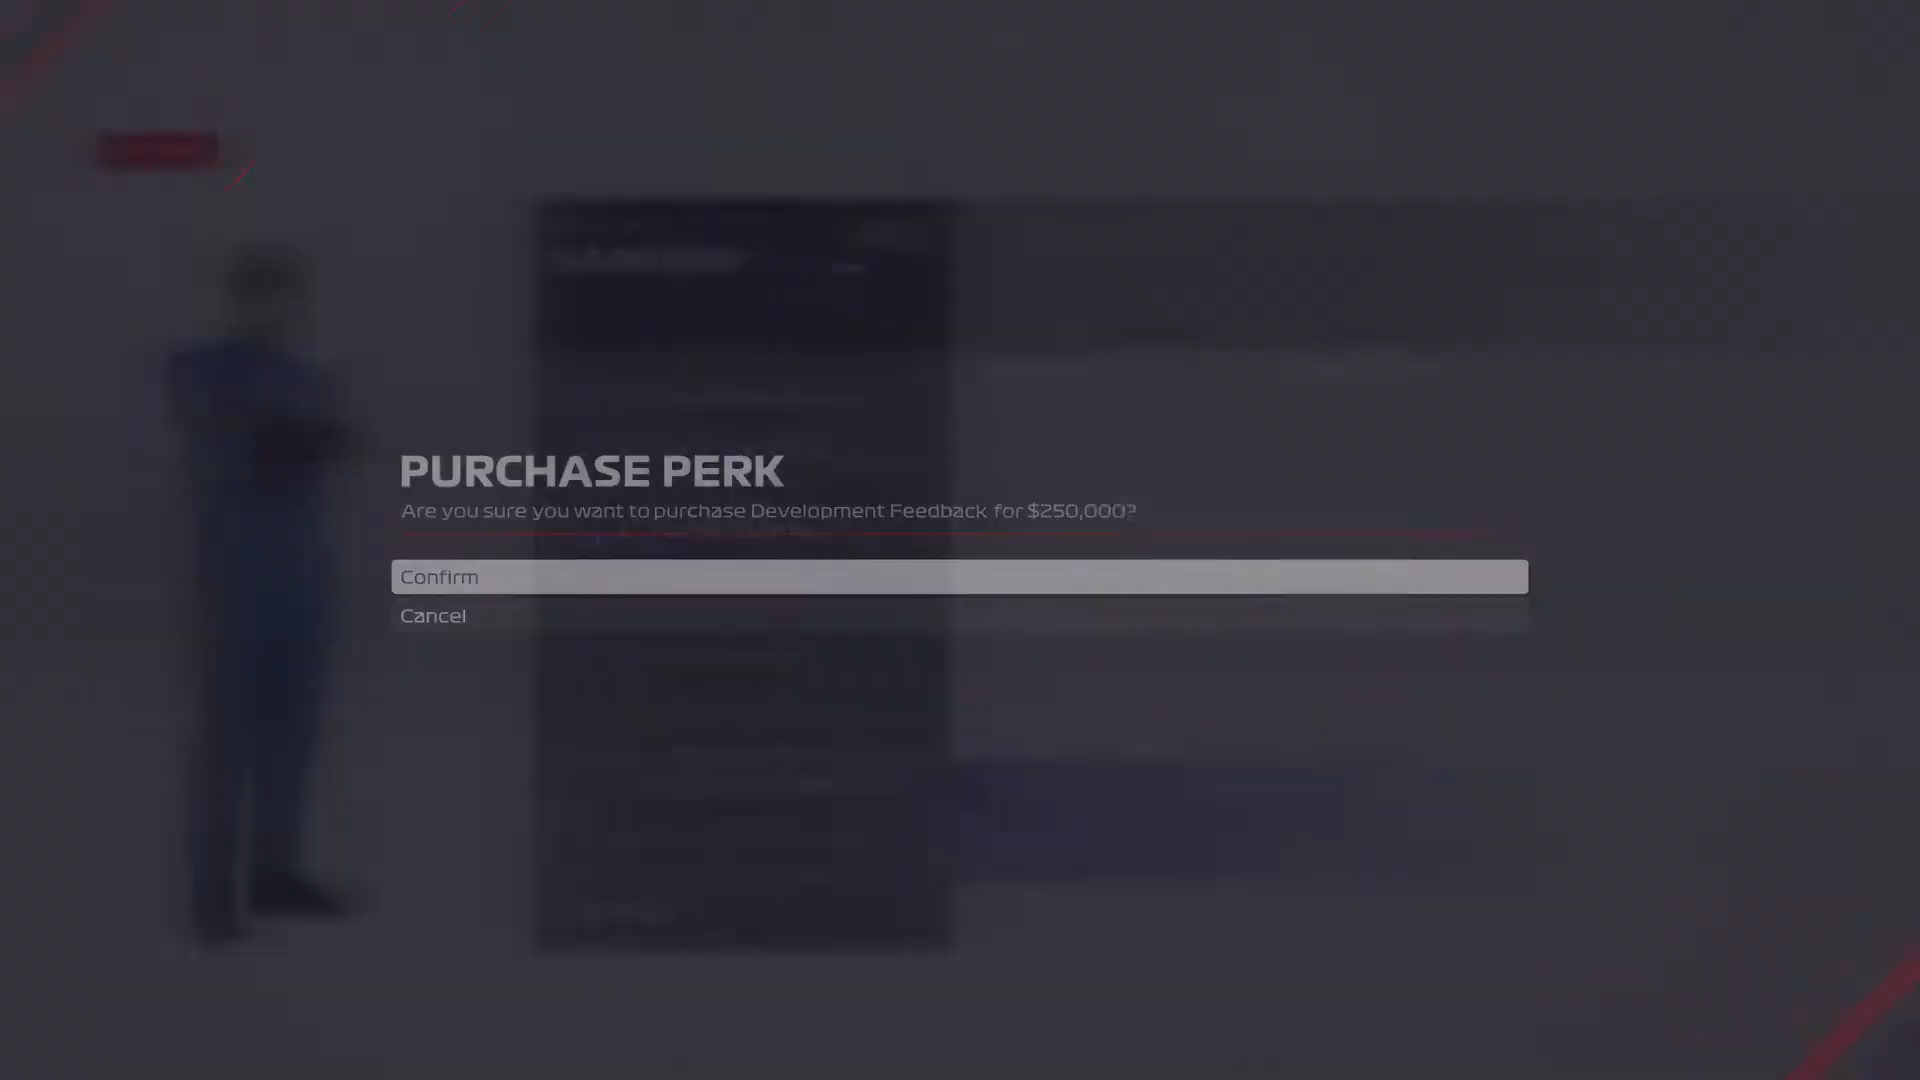 PURCHASE PERK
Are you sure you want to purchase Development Feedback for $250,000?
Confirm
Cancel